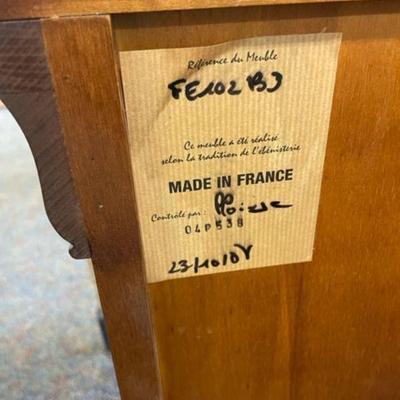 Référence du Meuble
FE102 BJ
Ce meuble a été réalisé
selon la tradition de l'ébénisterie
MADE IN FRANCE
Contrôlé par :
04P538
23/10/01